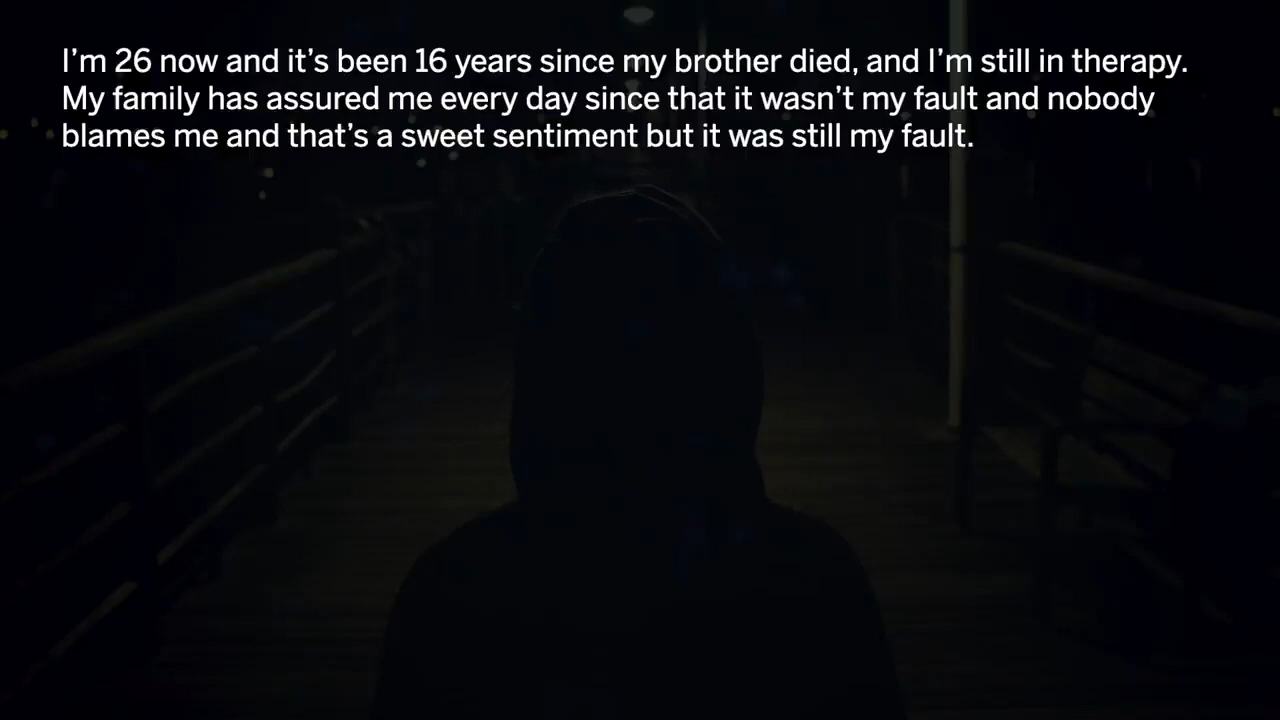 I’m 26 now and it’s been 16 years since my brother died, and I’m still in therapy.
My family has assured me every day since that it wasn’t my fault and nobody
blames me and that’s a sweet sentiment but it was still my fault.